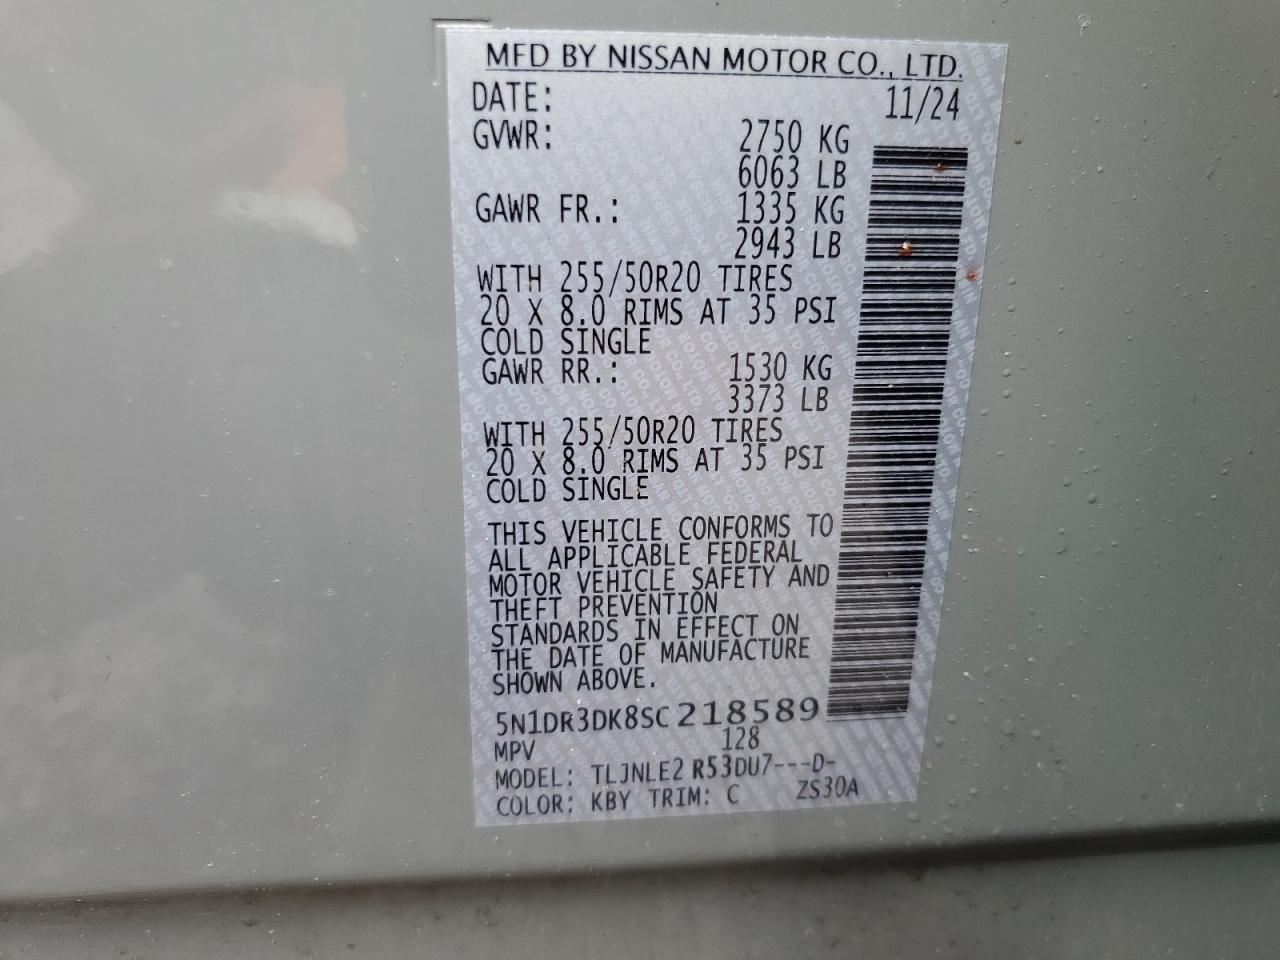 MFD BY NISSAN MOTOR CO., LTD.
DATE: 11/24
GVWR: 2750 KG
6063 LB
GAWR FR.: 1335 KG
2943 LB
WITH 255/50R20 TIRES
20 X 8.0 RIMS AT 35 PSI
COLD SINGLE
GAWR RR.: 1530 KG
3373 LB
WITH 255/50R20 TIRES
20 X 8.0 RIMS AT 35 PSI
COLD SINGLE
THIS VEHICLE CONFORMS TO
ALL APPLICABLE FEDERAL
MOTOR VEHICLE SAFETY AND
THEFT PREVENTION
STANDARDS IN EFFECT ON
THE DATE OF MANUFACTURE
SHOWN ABOVE.
5N1DR3DK8SC218589
MPV 128
MODEL: TLJNLE2 R53DU7---D-
COLOR: KBY TRIM: C ZS30A